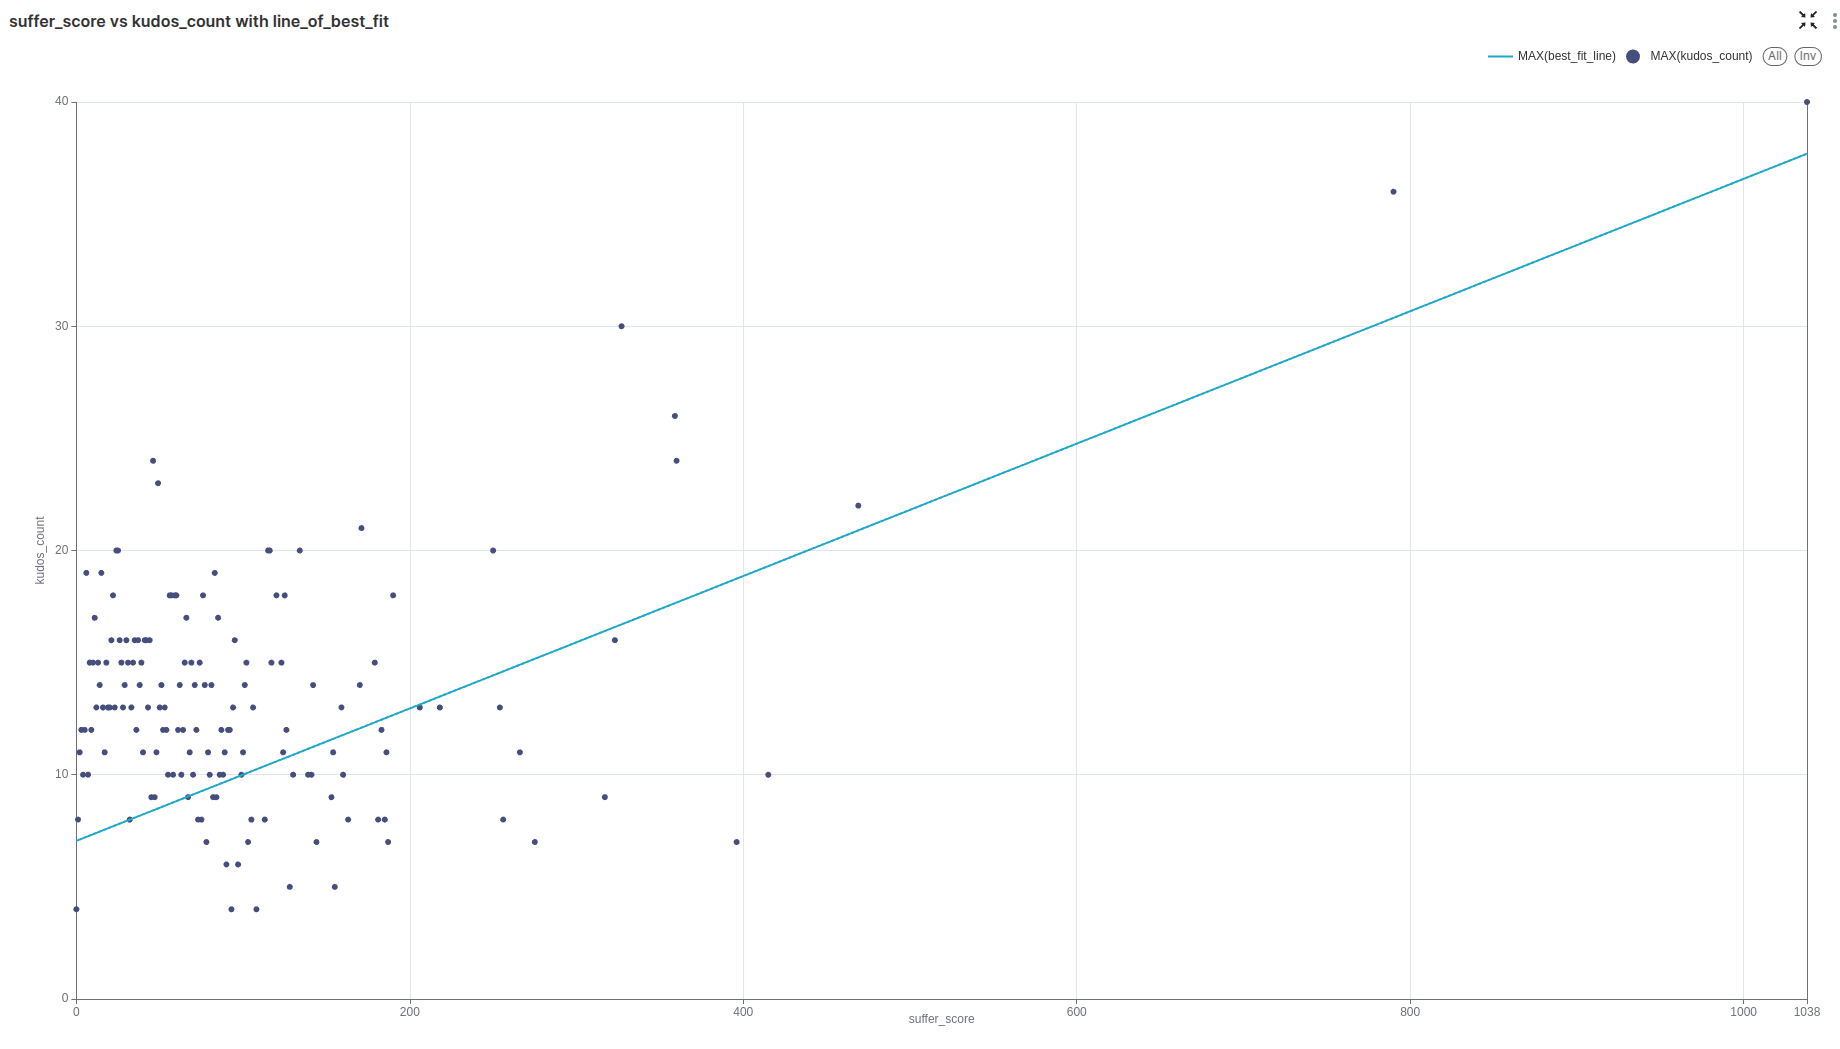 suffer_score vs kudos_count with line_of_best_fit
MAX(best_fit_line) MAX(kudos_count) All Inv
40
30
20
10
0
kudos_count
0 200 400 600 800 1000 1038
suffer_score